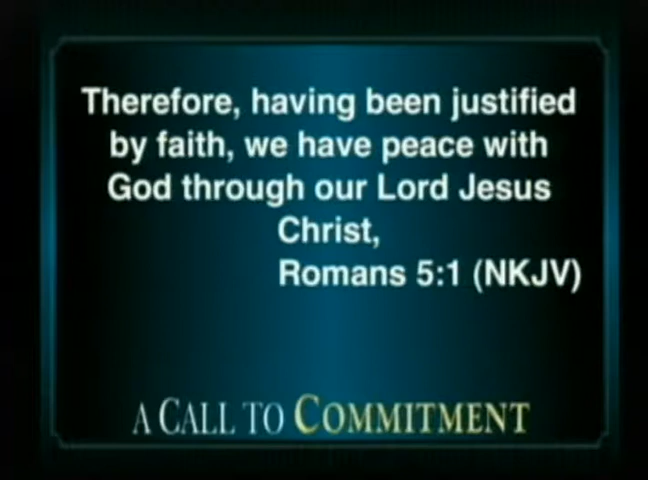 Therefore, having been justified
by faith, we have peace with
God through our Lord Jesus
Christ,
Romans 5:1 (NKJV)
A CALL TO COMMITMENT